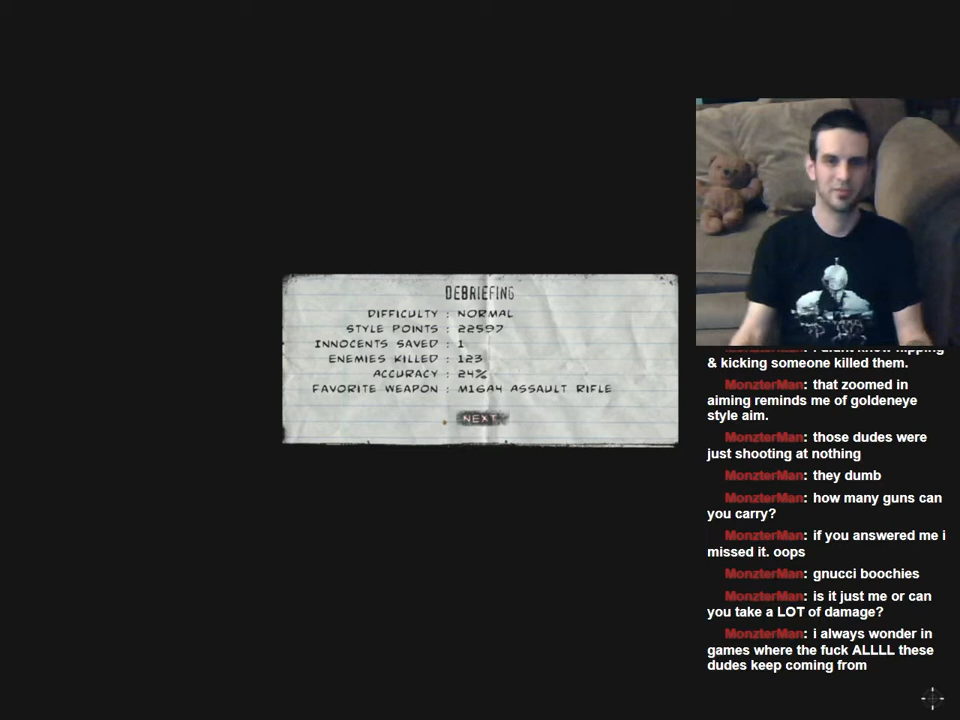 DEBRIEFING
DIFFICULTY : NORMAL
STYLE POINTS : 22597
INNOCENTS SAVED : 1
ENEMIES KILLED : 123
ACCURACY : 24%
FAVORITE WEAPON : M16A4 ASSAULT RIFLE
NEXT
& kicking someone killed them.
MonzterMan: that zoomed in
aiming reminds me of goldeneye
style aim.
MonzterMan: those dudes were
just shooting at nothing
MonzterMan: they dumb
MonzterMan: how many guns can
you carry?
MonzterMan: if you answered me i
missed it. oops
MonzterMan: gnucci boochies
MonzterMan: is it just me or can
you take a LOT of damage?
MonzterMan: i always wonder in
games where the fuck ALLLL these
dudes keep coming from